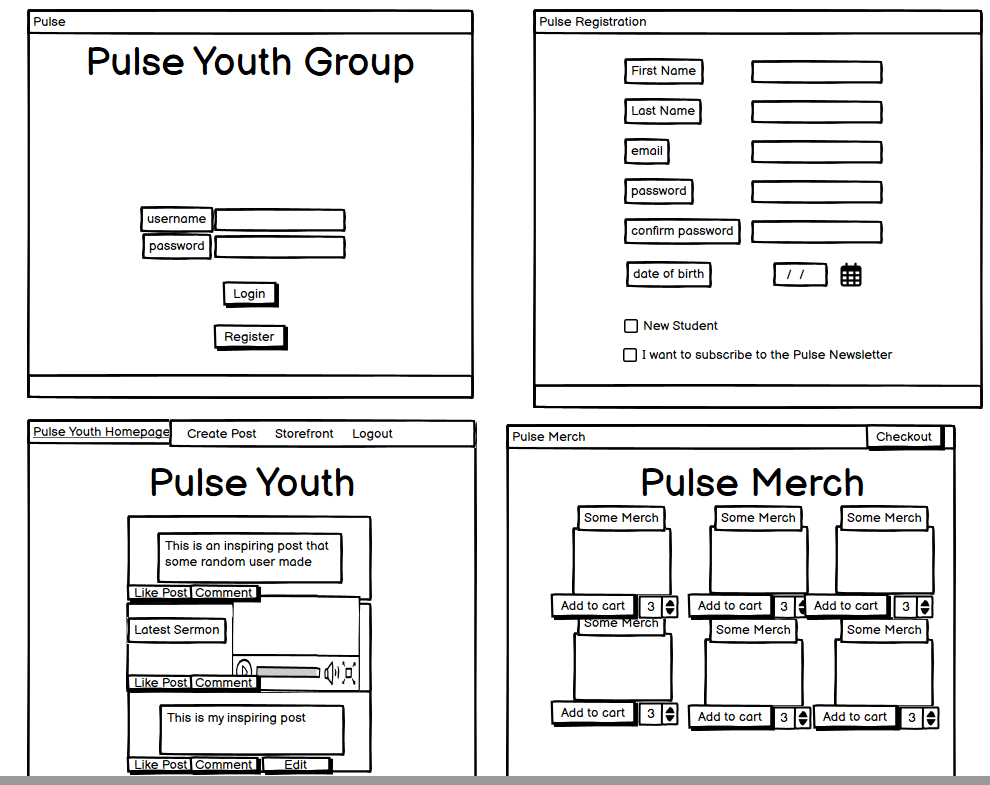 Pulse
Pulse Youth Group
username
password
Login
Register
Pulse Registration
First Name
Last Name
email
password
confirm password
date of birth
/ /
New Student
I want to subscribe to the Pulse Newsletter
Pulse Youth Homepage
Create Post Storefront Logout
Pulse Youth
This is an inspiring post that
some random user made
Like Post Comment
Latest Sermon
Like Post Comment
This is my inspiring post
Like Post Comment Edit
Pulse Merch
Checkout
Pulse Merch
Some Merch Some Merch Some Merch
Add to cart 3 Add to cart 3 Add to cart 3
Some Merch Some Merch Some Merch
Add to cart 3 Add to cart 3 Add to cart 3